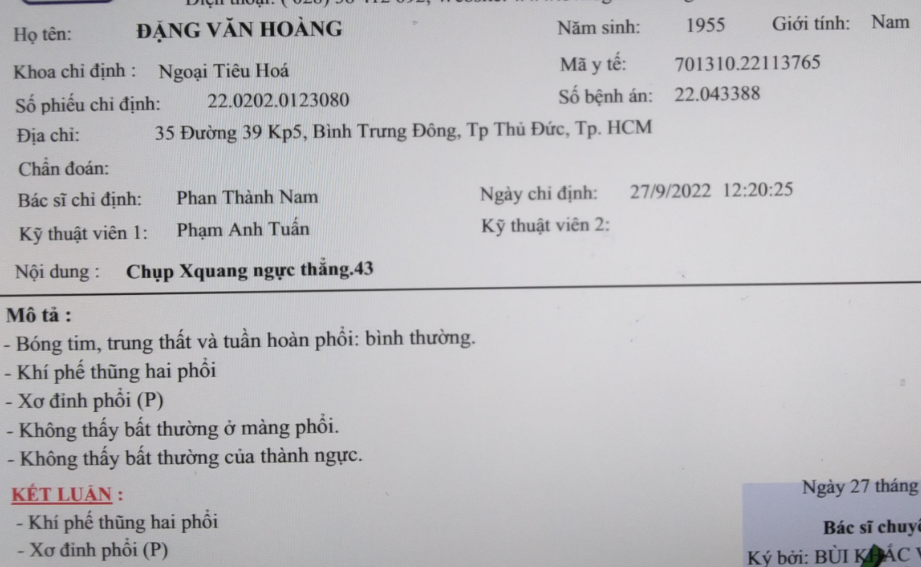 Họ tên: ĐẶNG VĂN HOÀNG Năm sinh: 1955 Giới tính: Nam
Khoa chỉ định : Ngoại Tiêu Hoá Mã y tế: 701310.22113765
Số phiếu chỉ định: 22.0202.0123080 Số bệnh án: 22.043388
Địa chỉ: 35 Đường 39 Kp5, Bình Trưng Đông, Tp Thủ Đức, Tp. HCM
Chẩn đoán:
Bác sĩ chỉ định: Phan Thành Nam Ngày chỉ định: 27/9/2022 12:20:25
Kỹ thuật viên 1: Phạm Anh Tuấn Kỹ thuật viên 2:
Nội dung : Chụp Xquang ngực thẳng.43
Mô tả :
- Bóng tim, trung thất và tuần hoàn phổi: bình thường.
- Khí phế thũng hai phổi
- Xơ đỉnh phổi (P)
- Không thấy bất thường ở màng phổi.
- Không thấy bất thường của thành ngực.
KẾT LUẬN :
- Khí phế thũng hai phổi
- Xơ đỉnh phổi (P)
Ngày 27 tháng
Bác sĩ
Ký bởi: BÙI